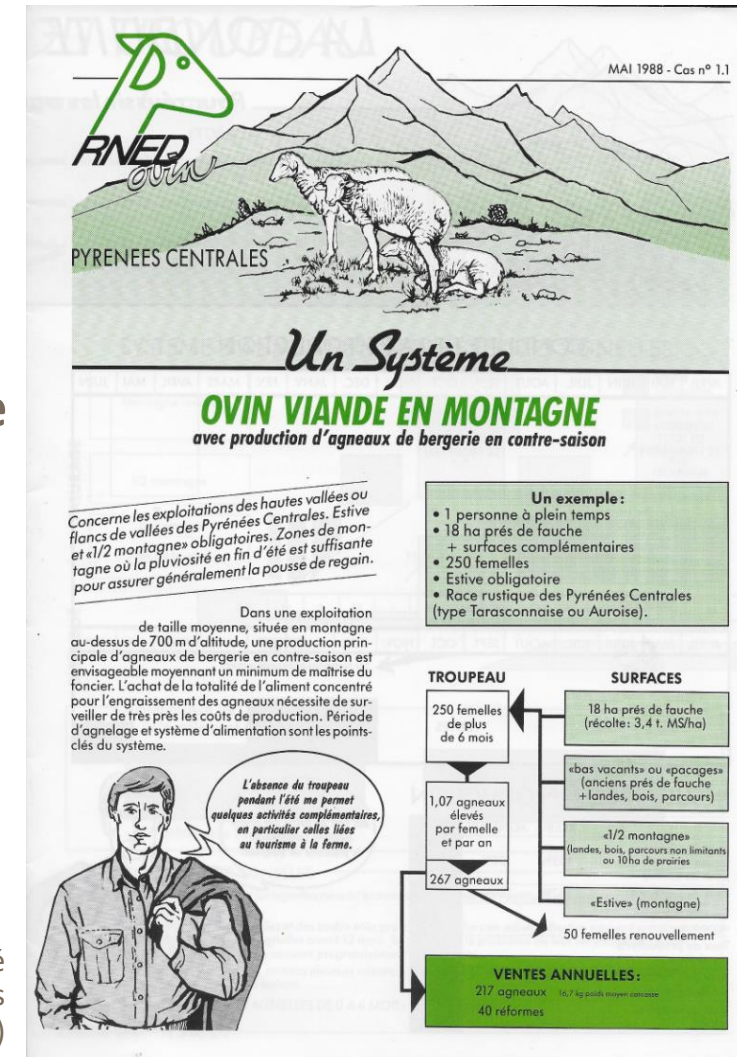 MAI 1988 - Cas nº 1.1
RNED
ovin
PYRENEES CENTRALES
Un Système
OVIN VIANDE EN MONTAGNE
avec production d'agneaux de bergerie en contre-saison
Concerne les exploitations des hautes vallées ou
flancs de vallées des Pyrénées Centrales. Estive
et «1/2 montagne» obligatoires. Zones de mon-
tagne où la pluviosité en fin d'été est suffisante
pour assurer généralement la pousse de regain.
Dans une exploitation
de taille moyenne, située en montagne
au-dessus de 700 m d'altitude, une production prin-
cipale d'agneaux de bergerie en contre-saison est
envisageable moyennant un minimum de maîtrise du
foncier. L'achat de la totalité de l'aliment concentré
pour l'engraissement des agneaux nécessite de sur-
veiller de très près les coûts de production. Période
d'agnelage et système d'alimentation sont les points-
clés du système.
L'absence du troupeau
pendant l'été me permet
quelques activités complémentaires,
en particulier celles liées
au tourisme à la ferme.
Un exemple:
• 1 personne à plein temps
• 18 ha prés de fauche
+ surfaces complémentaires
• 250 femelles
• Estive obligatoire
• Race rustique des Pyrénées Centrales
(type Tarasconnaise ou Auroise).
TROUPEAU
250 femelles
de plus
de 6 mois
1,07 agneaux
élevés
par femelle
et par an
267 agneaux
SURFACES
18 ha prés de fauche
(récolte: 3,4 t. MS/ha)
«bas vacants» ou «pacages»
(anciens prés de fauche
+landes, bois, parcours)
«1/2 montagne»
(landes, bois, parcours non limitants
ou 10 ha de prairies
«Estive» (montagne)
50 femelles renouvellement
VENTES ANNUELLES:
217 agneaux 16,7 kg poids moyen carcasse
40 réformes